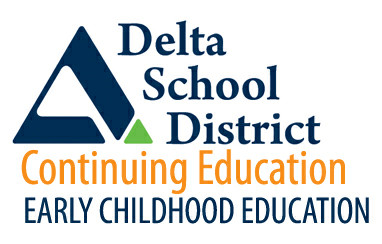 Delta
School
District
Continuing Education
EARLY CHILDHOOD EDUCATION